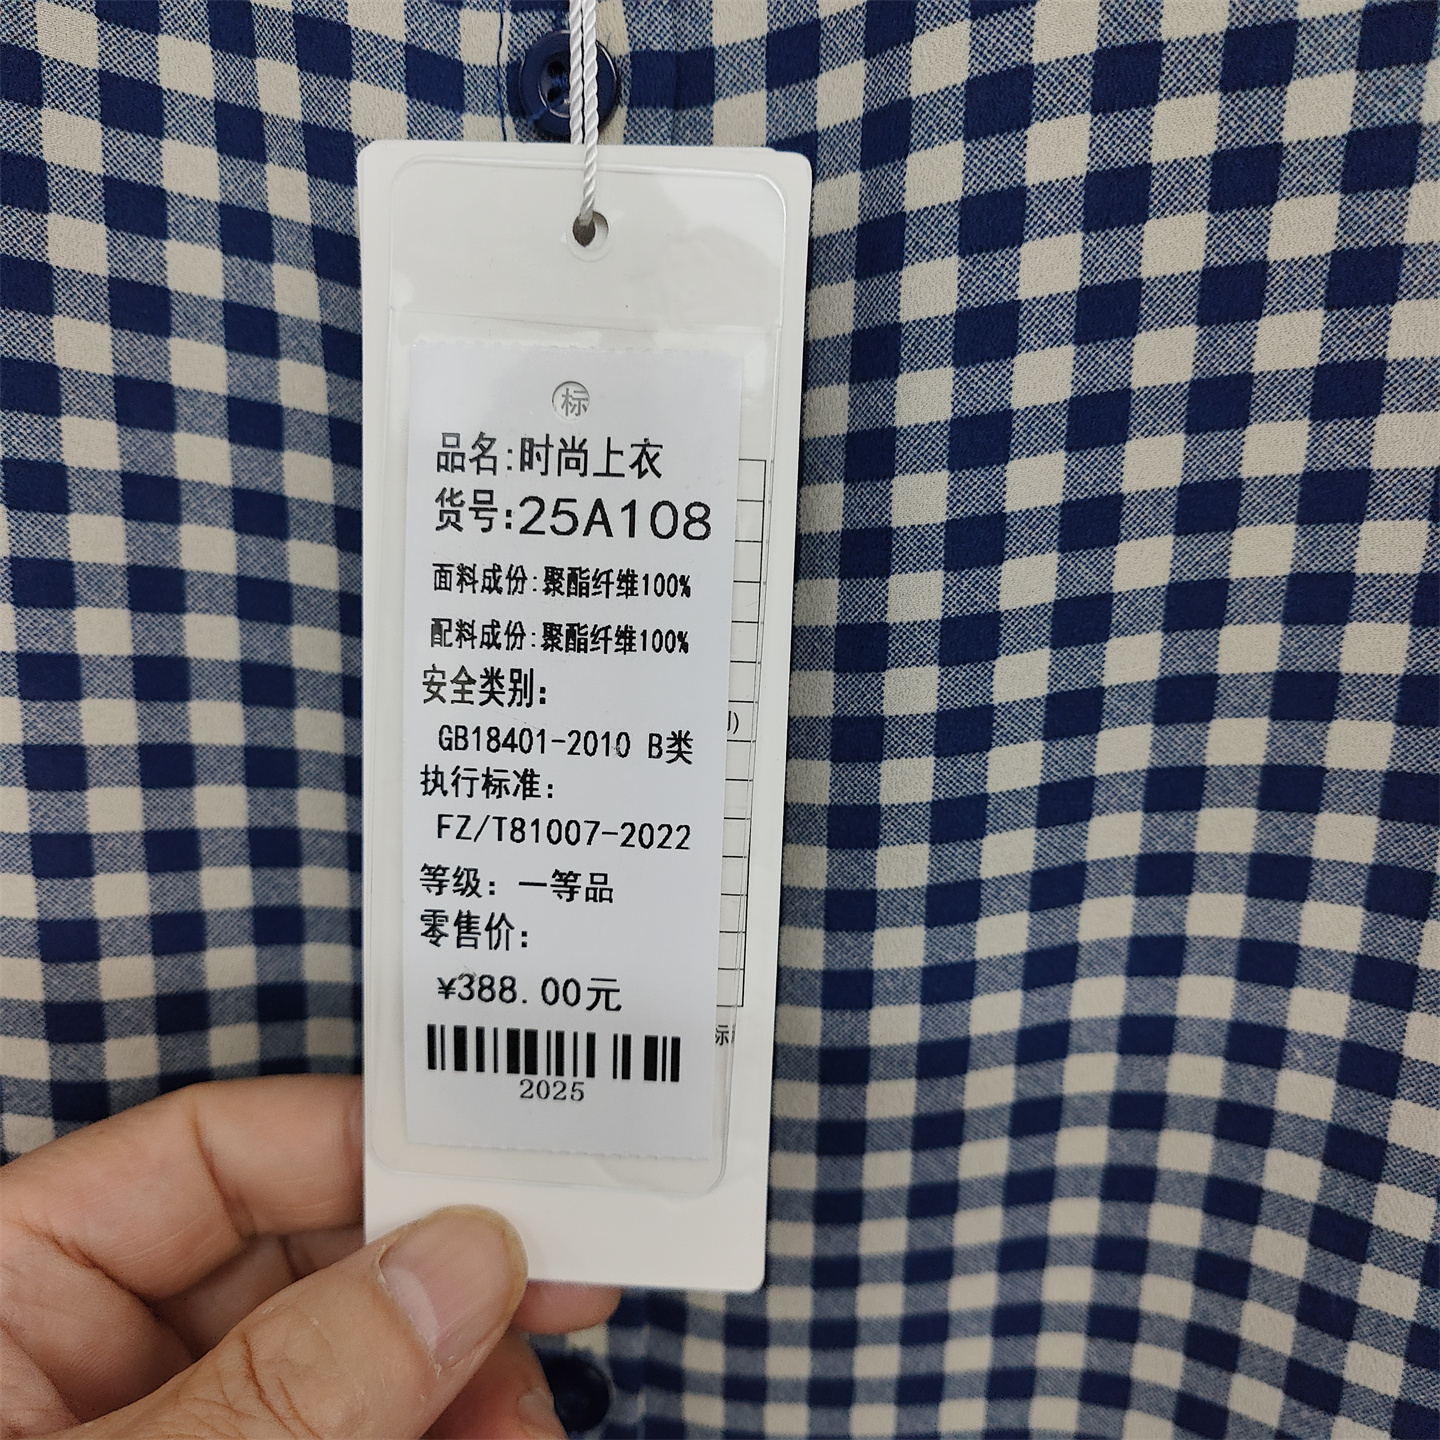 标
品名:时尚上衣
货号:25A108
面料成份:聚酯纤维100%
配料成份:聚酯纤维100%
安全类别:
GB18401-2010 B类
执行标准:
FZ/T81007-2022
等级: 一等品
零售价:
¥388.00元
2025